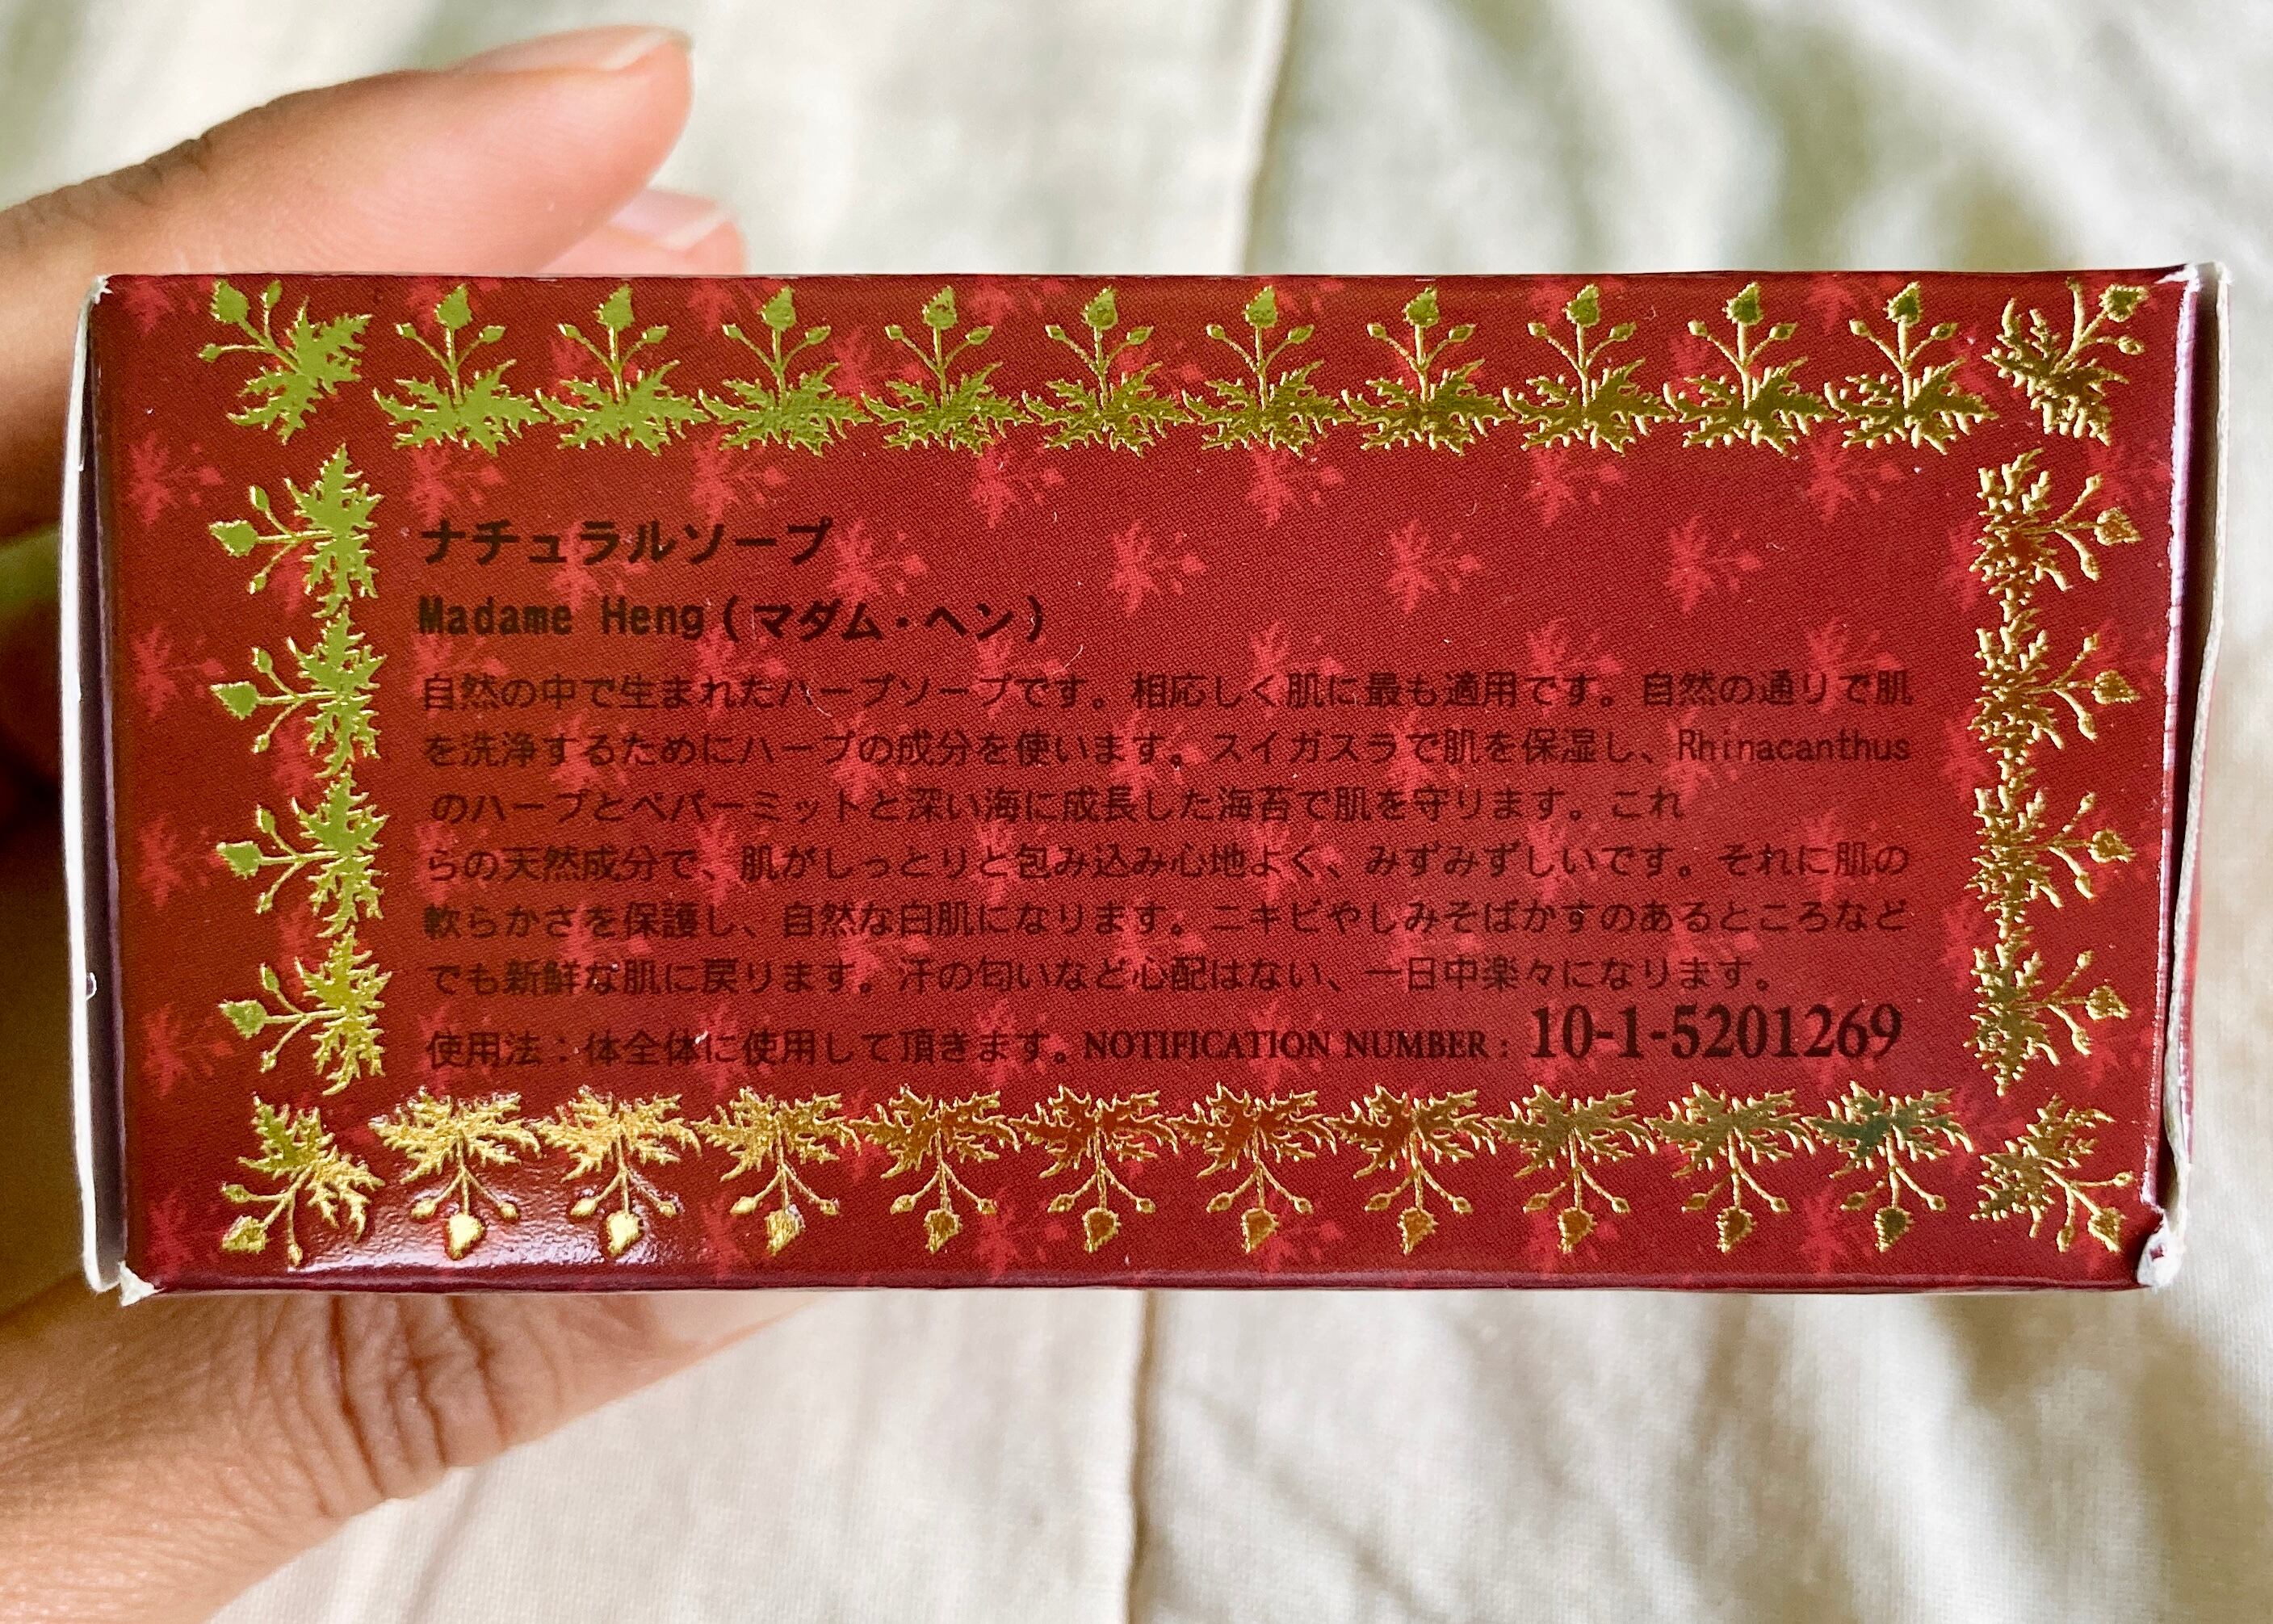 ナチュラルソープ
Madame Heng(マダム・ヘン)
自然の中で生まれたハーブソープです。相応しく肌に最も適用です。自然の通りで肌
を洗浄するためにハーブの成分を使います。スイガスラで肌を保湿し、Rhinacanthus
のハーブとペパーミットと深い海に成長した海苔で肌を守ります。これ
らの天然成分で、肌がしっとりと包み込み心地よく、みずみずしいです。それに肌の
軟らかさを保護し、自然な白肌になります。ニキビやしみそばかすのあるところなど
でも新鮮な肌に戻ります。汗の匂いなど心配はない、一日中楽々になります。
使用法：体全体に使用して頂きます。NOTIFICATION NUMBER : 10-1-5201269